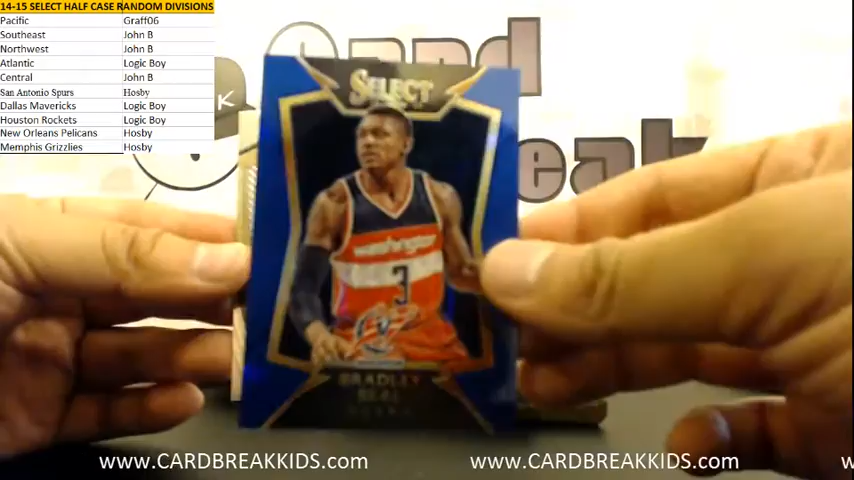 14-15 SELECT HALF CASE RANDOM DIVISIONS
Pacific Graff06
Southeast John B
Northwest John B
Atlantic Logic Boy
Central John B
San Antonio Spurs Hosby
Dallas Mavericks Logic Boy
Houston Rockets Logic Boy
New Orleans Pelicans Hosby
Memphis Grizzlies Hosby
SELECT
washington
3
BRADLEY
BEAL
www.CARDBREAKKIDS.com www.CARDBREAKKIDS.com